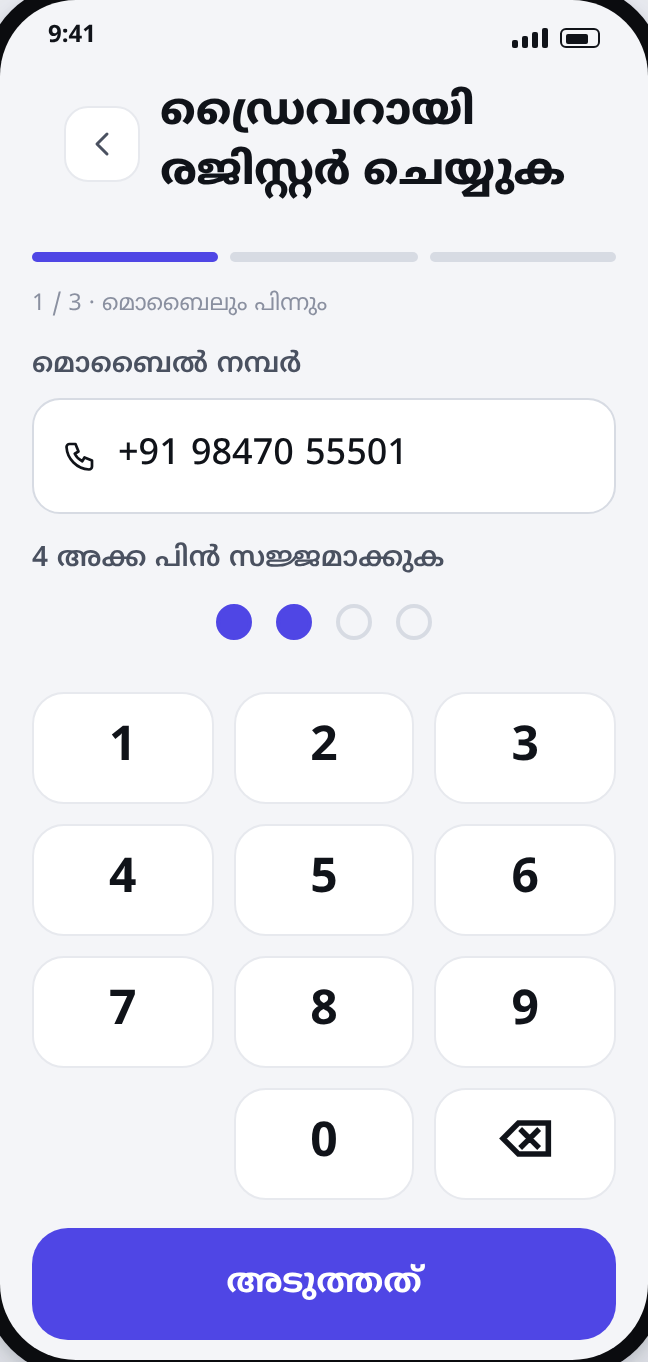 9:41
ഡ്രൈവറായി
രജിസ്റ്റർ ചെയ്യുക
1 / 3 · മൊബൈലും പിന്നും
മൊബൈൽ നമ്പർ
+91 98470 55501
4 അക്ക പിൻ സജ്ജമാക്കുക
1 2 3
4 5 6
7 8 9
0
അടുത്തത്